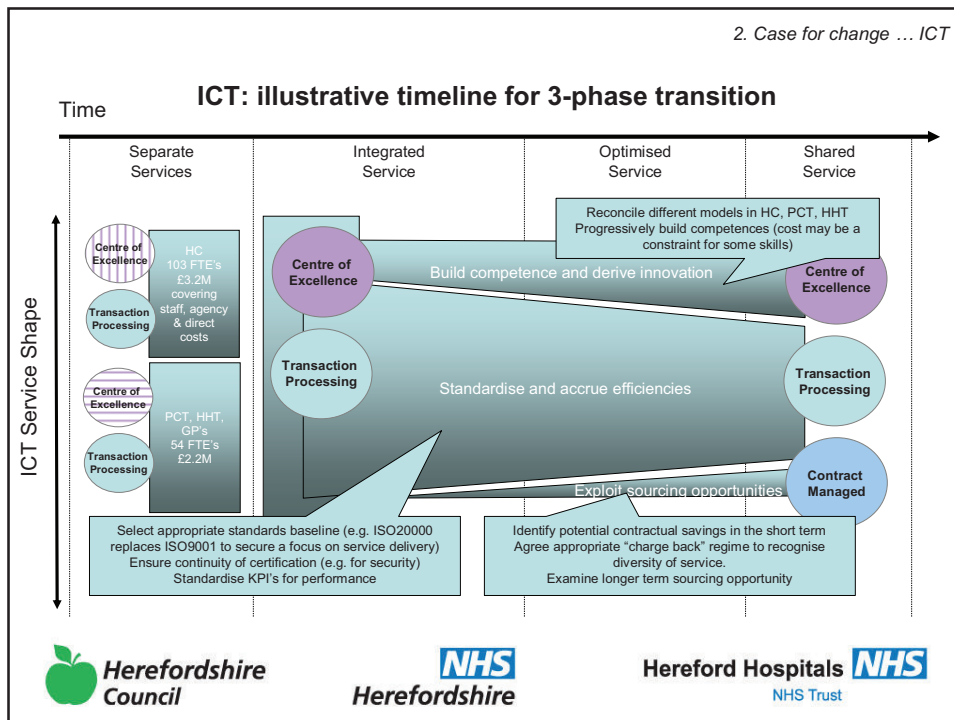 2. Case for change … ICT
ICT: illustrative timeline for 3-phase transition
Time
Separate
Services
Integrated
Service
Optimised
Service
Shared
Service
ICT Service Shape
Centre of
Excellence
Transaction
Processing
HC
103 FTE's
£3.2M
covering
staff, agency
& direct
costs
Centre of
Excellence
Transaction
Processing
PCT, HHT,
GP's
54 FTE's
£2.2M
Centre of
Excellence
Transaction
Processing
Reconcile different models in HC, PCT, HHT
Progressively build competences (cost may be a
constraint for some skills)
Build competence and derive innovation
Standardise and accrue efficiencies
Exploit sourcing opportunities
Centre of
Excellence
Transaction
Processing
Contract
Managed
Select appropriate standards baseline (e.g. ISO20000
replaces ISO9001 to secure a focus on service delivery)
Ensure continuity of certification (e.g. for security)
Standardise KPI's for performance
Identify potential contractual savings in the short term
Agree appropriate “charge back” regime to recognise
diversity of service.
Examine longer term sourcing opportunity
Herefordshire
Council
NHS
Herefordshire
Hereford Hospitals NHS
NHS Trust